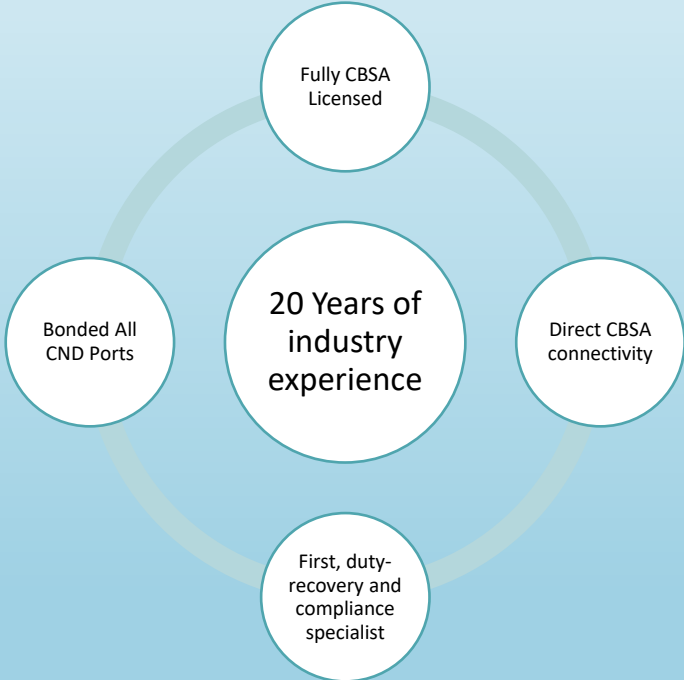 Fully CBSA
Licensed
20 Years of
industry
experience
Bonded All
CND Ports
Direct CBSA
connectivity
First, duty-
recovery and
compliance
specialist